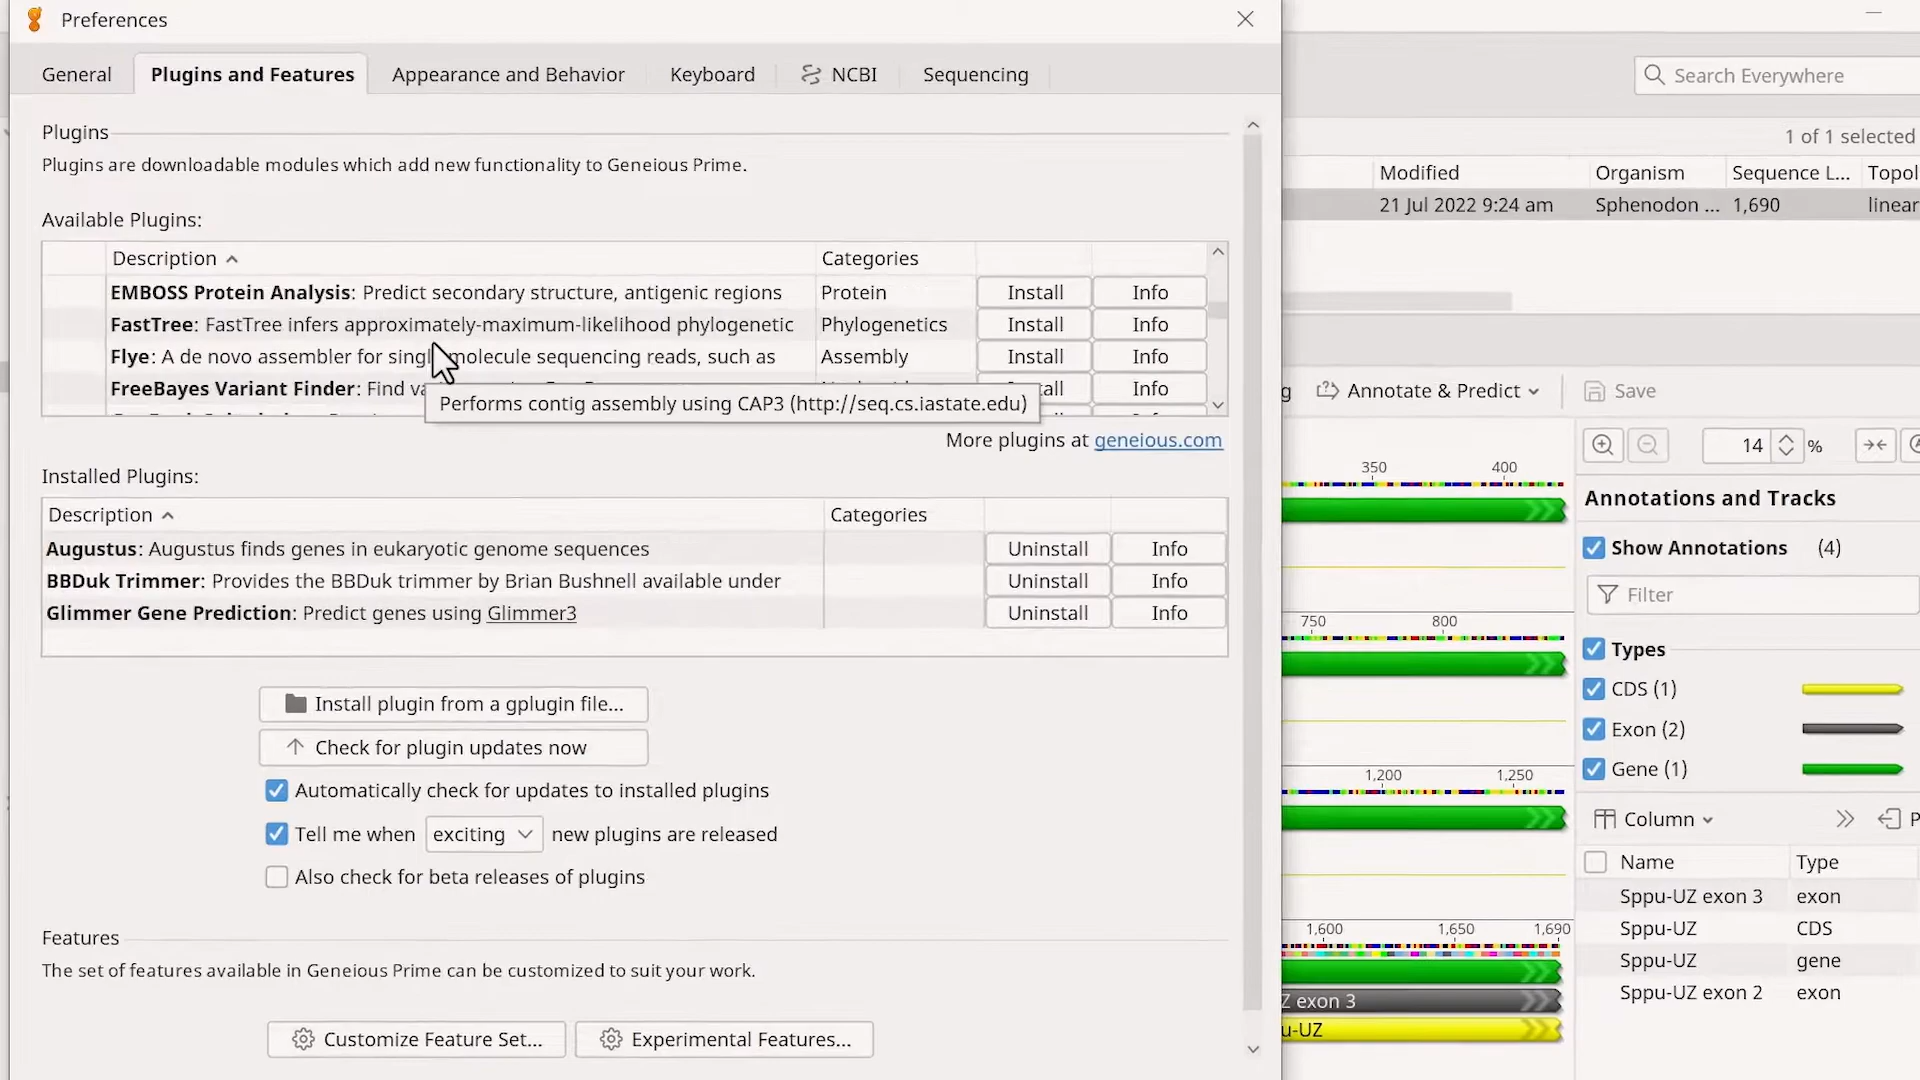 Preferences
General
Plugins and Features
Appearance and Behavior
Keyboard
NCBI
Sequencing
Plugins
Plugins are downloadable modules which add new functionality to Geneious Prime.
Available Plugins:
Description
Categories
EMBOSS Protein Analysis: Predict secondary structure, antigenic regions
Protein
Install
Info
FastTree: FastTree infers approximately-maximum-likelihood phylogenetic
Phylogenetics
Install
Info
Flye: A de novo assembler for molecule sequencing reads, such as
Assembly
Install
Info
FreeBayes Variant Finder: Find
Info
Performs contig assembly using CAP3 (http://seq.cs.iastate.edu)
More plugins at geneious.com
Installed Plugins:
Description
Categories
Augustus: Augustus finds genes in eukaryotic genome sequences
Uninstall
Info
BBDuk Trimmer: Provides the BBDuk trimmer by Brian Bushnell available under
Uninstall
Info
Glimmer Gene Prediction: Predict genes using Glimmer3
Uninstall
Info
Install plugin from a gplugin file...
Check for plugin updates now
Automatically check for updates to installed plugins
Tell me when exciting new plugins are released
Also check for beta releases of plugins
Features
The set of features available in Geneious Prime can be customized to suit your work.
Customize Feature Set...
Experimental Features...
Search Everywhere
1 of 1 selected
Modified
Organism
Sequence L...
Topol
21 Jul 2022 9:24 am
Sphenodon ...
1,690
linear
Annotate & Predict
Save
14 %
350
400
750
800
1,200
1,250
1,600
1,650
1,690
Z exon 3
u-UZ
Annotations and Tracks
Show Annotations (4)
Filter
Types
CDS (1)
Exon (2)
Gene (1)
Column
Name
Type
Sppu-UZ exon 3
exon
Sppu-UZ
CDS
Sppu-UZ
gene
Sppu-UZ exon 2
exon